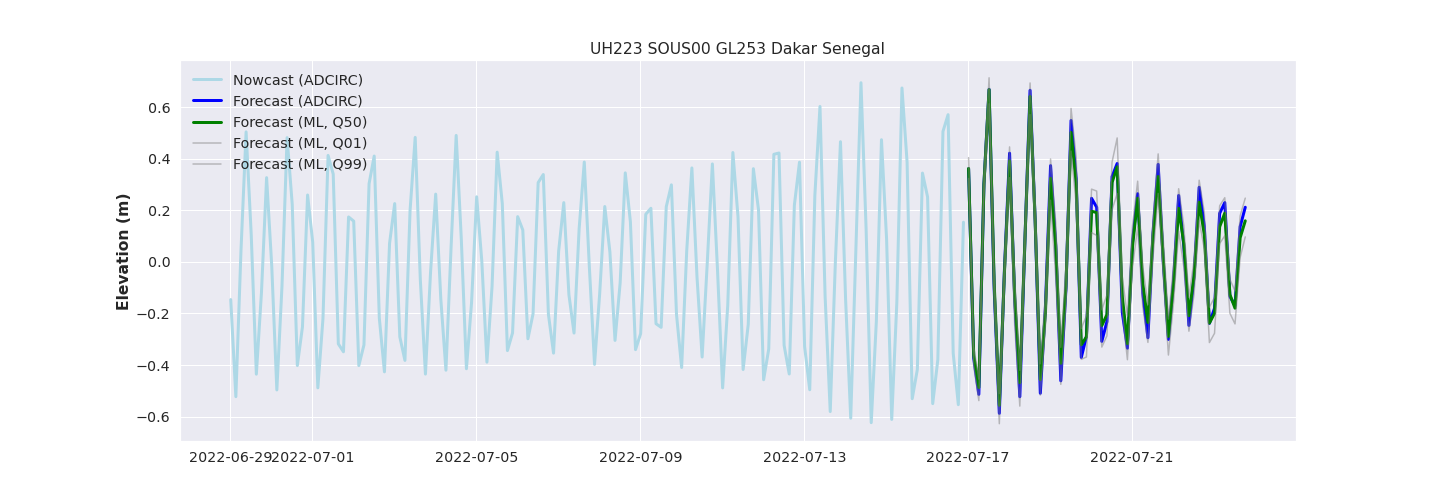 UH223 SOUS00 GL253 Dakar Senegal
Nowcast (ADCIRC)
Forecast (ADCIRC)
Forecast (ML, Q50)
Forecast (ML, Q01)
Forecast (ML, Q99)
Elevation (m)
0.6
0.4
0.2
0.0
−0.2
−0.4
−0.6
2022-06-29 2022-07-01 2022-07-05 2022-07-09 2022-07-13 2022-07-17 2022-07-21